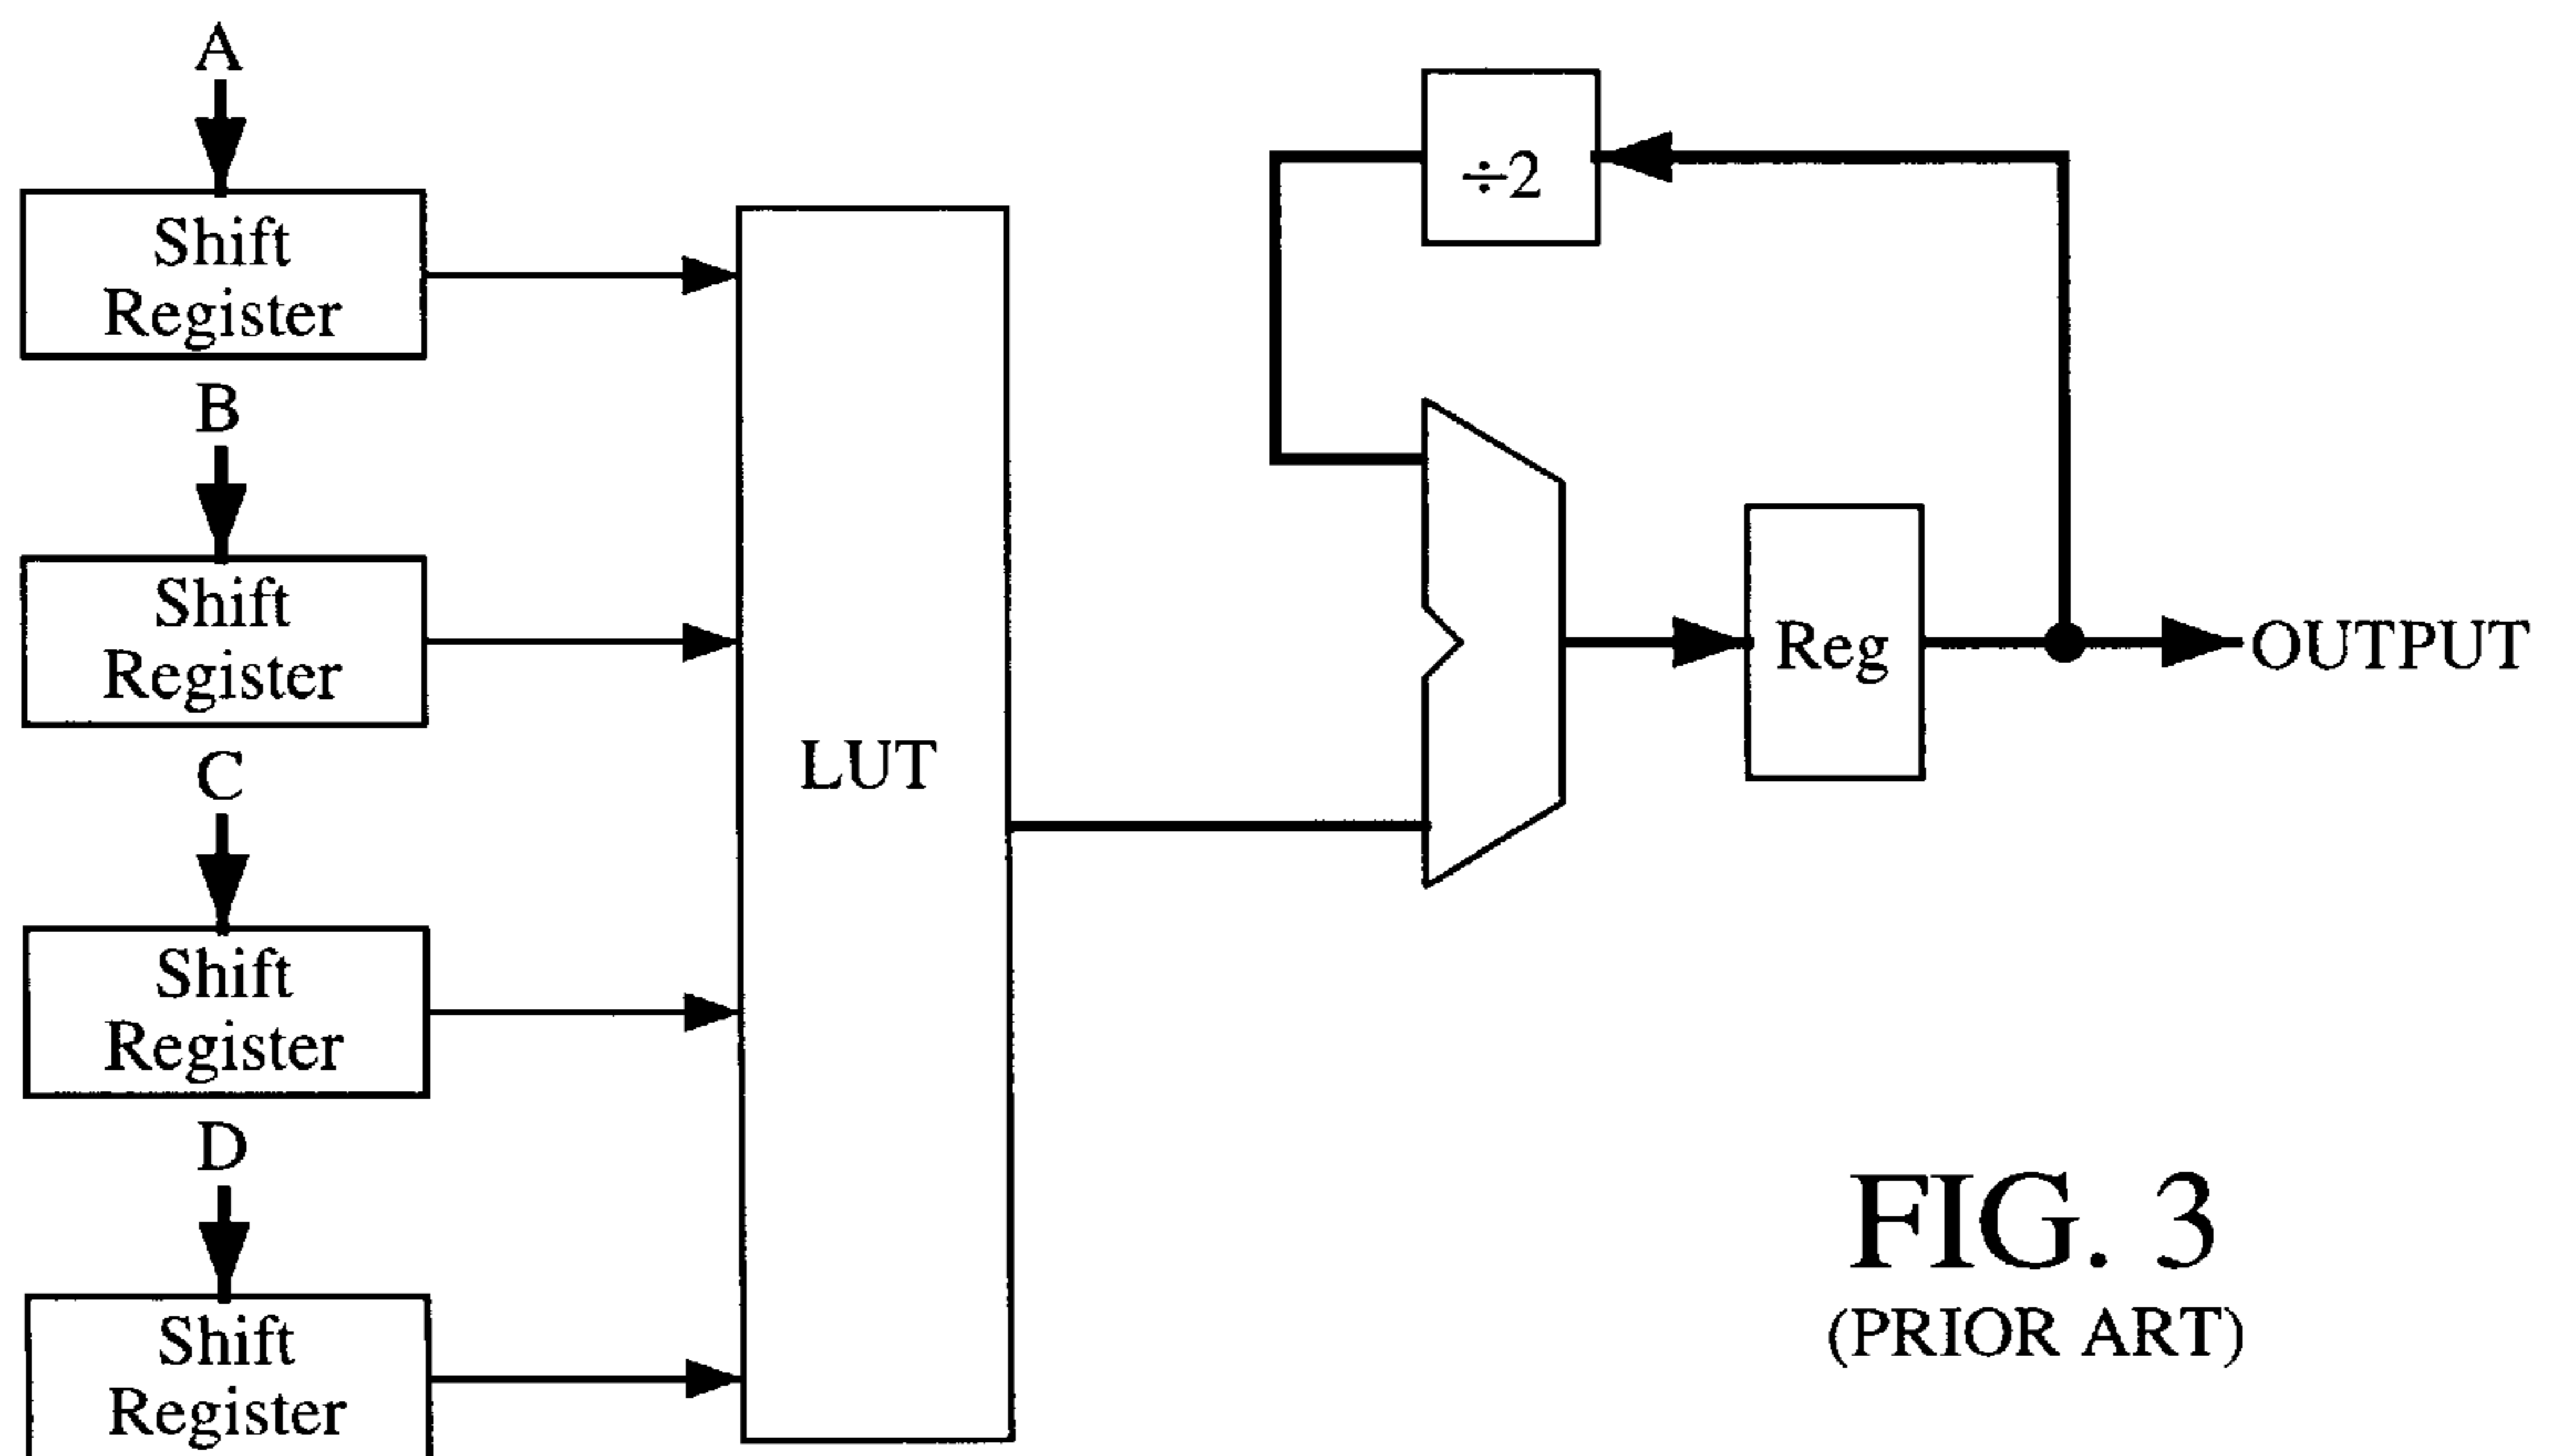 A
Shift
Register
B
Shift
Register
C
Shift
Register
D
Shift
Register
LUT
÷2
Reg
OUTPUT
FIG. 3
(PRIOR ART)